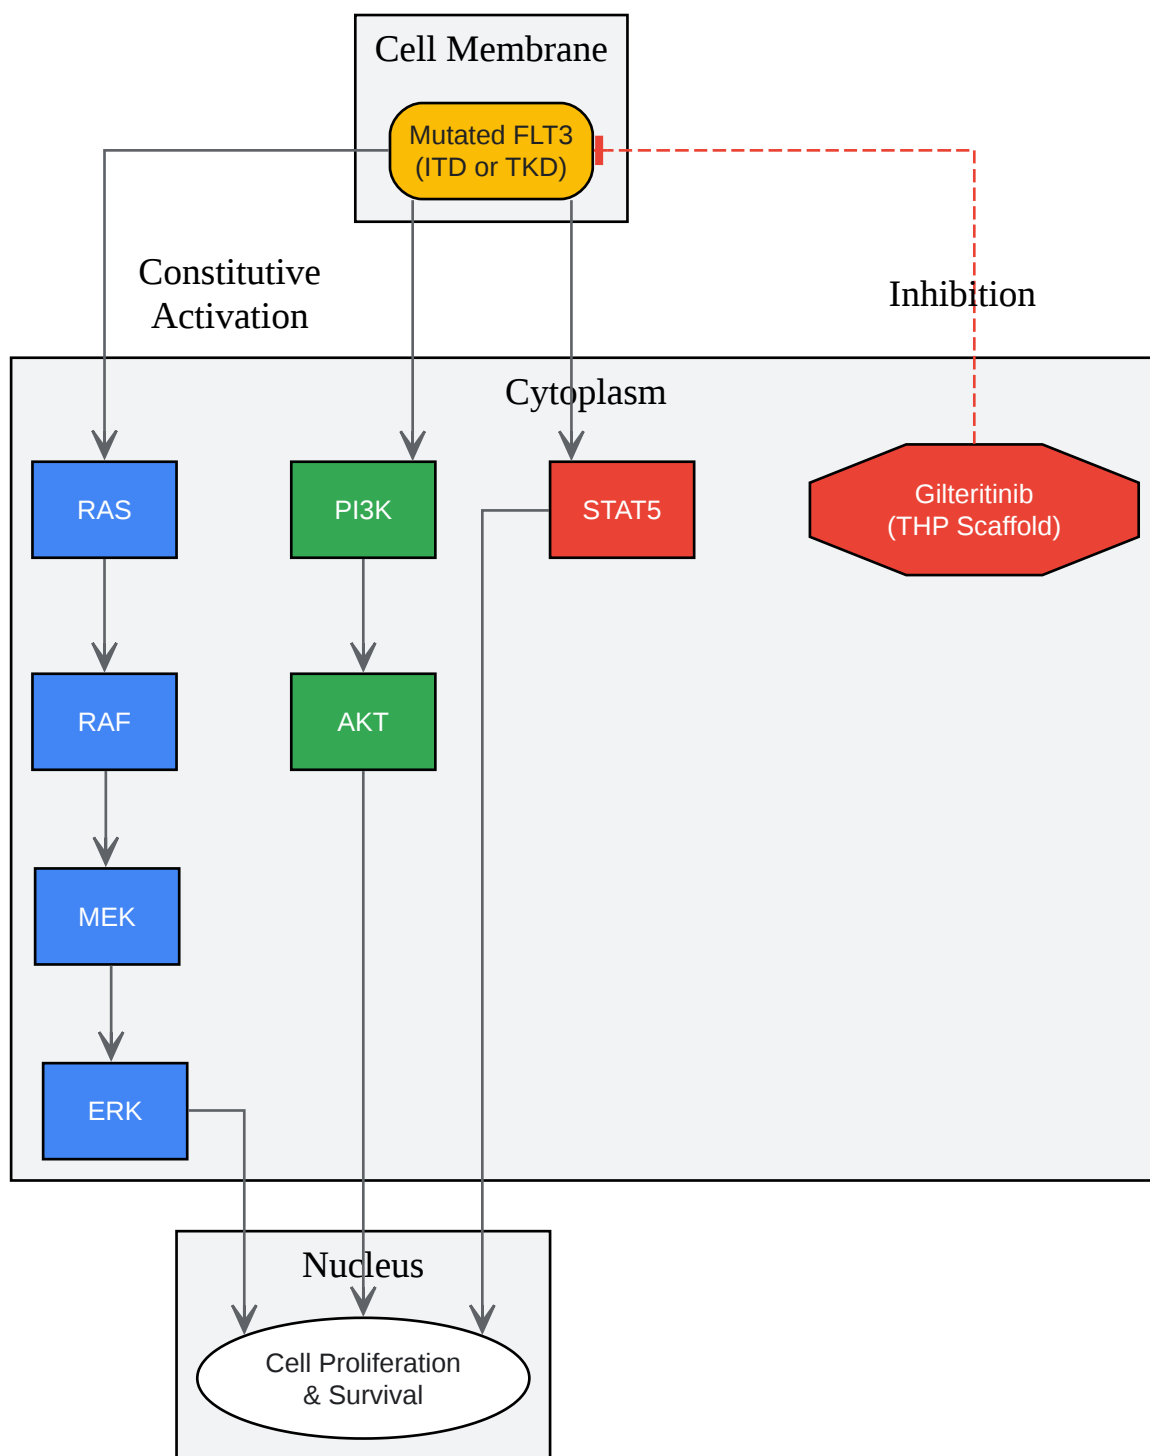 Cell Membrane
Mutated FLT3
(ITD or TKD)
Constitutive
Activation
Inhibition
Cytoplasm
RAS
PI3K
STAT5
Gilteritinib
(THP Scaffold)
RAF
AKT
MEK
ERK
Nucleus
Cell Proliferation
& Survival